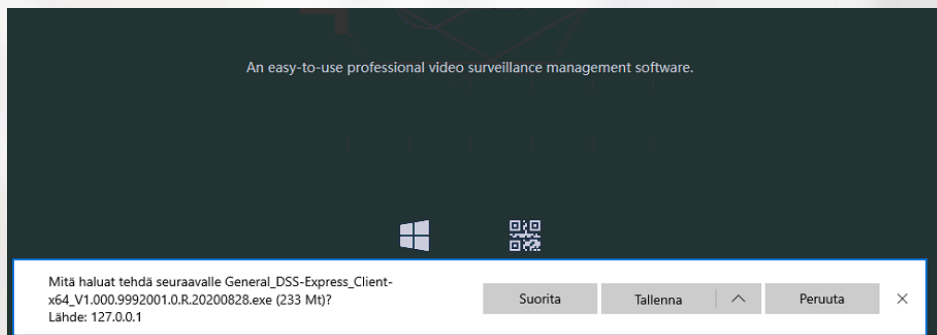 An easy-to-use professional video surveillance management software.
Mitä haluat tehdä seuraavalle General_DSS-Express_Client-
x64_V1.000.9992001.0.R.20200828.exe (233 Mt)?
Lähde: 127.0.0.1
Suorita
Tallenna
Peruuta